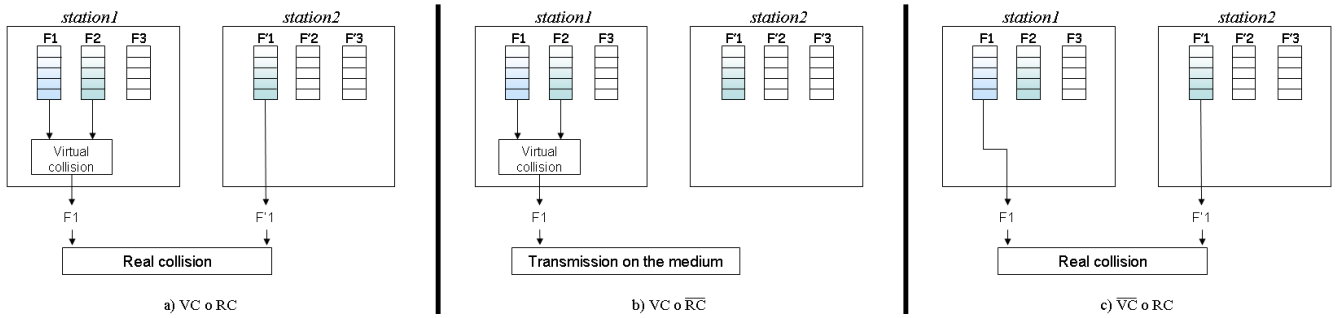 station1
station2
F1 F2 F3
F'1 F'2 F'3
Virtual
collision
F1
F'1
Real collision
a) VC o RC
station1
station2
F1 F2 F3
F'1 F'2 F'3
Virtual
collision
F1
Transmission on the medium
b) VC o R̅C̅
station1
station2
F1 F2 F3
F'1 F'2 F'3
F1
F'1
Real collision
c) V̅C̅ o RC